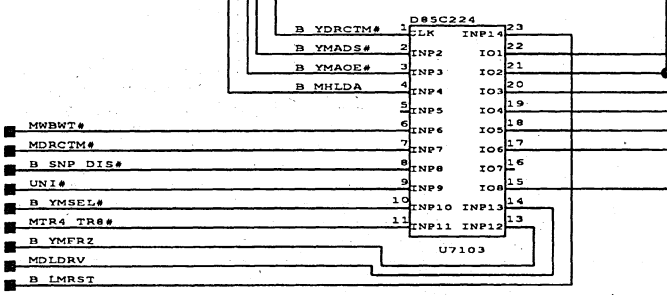 D85C224
B YDRCTM# 1 CLK INP14 23
B YMADS# 2 INP2 IO1 22
B YMAOE# 3 INP3 IO2 21
B MHLDA 4 INP4 IO3 20
5 INP5 IO4 19
MWBWT# 6 INP6 IO5 18
MDRCTM# 7 INP7 IO6 17
B SNP DIS# 8 INP8 IO7 16
UNI# 9 INP9 IO8 15
B YMSEL# 10 INP10 INP13 14
MTR4 TR8# 11 INP11 INP12 13
B YMFRZ
U7103
MDLDRV
B LMRST